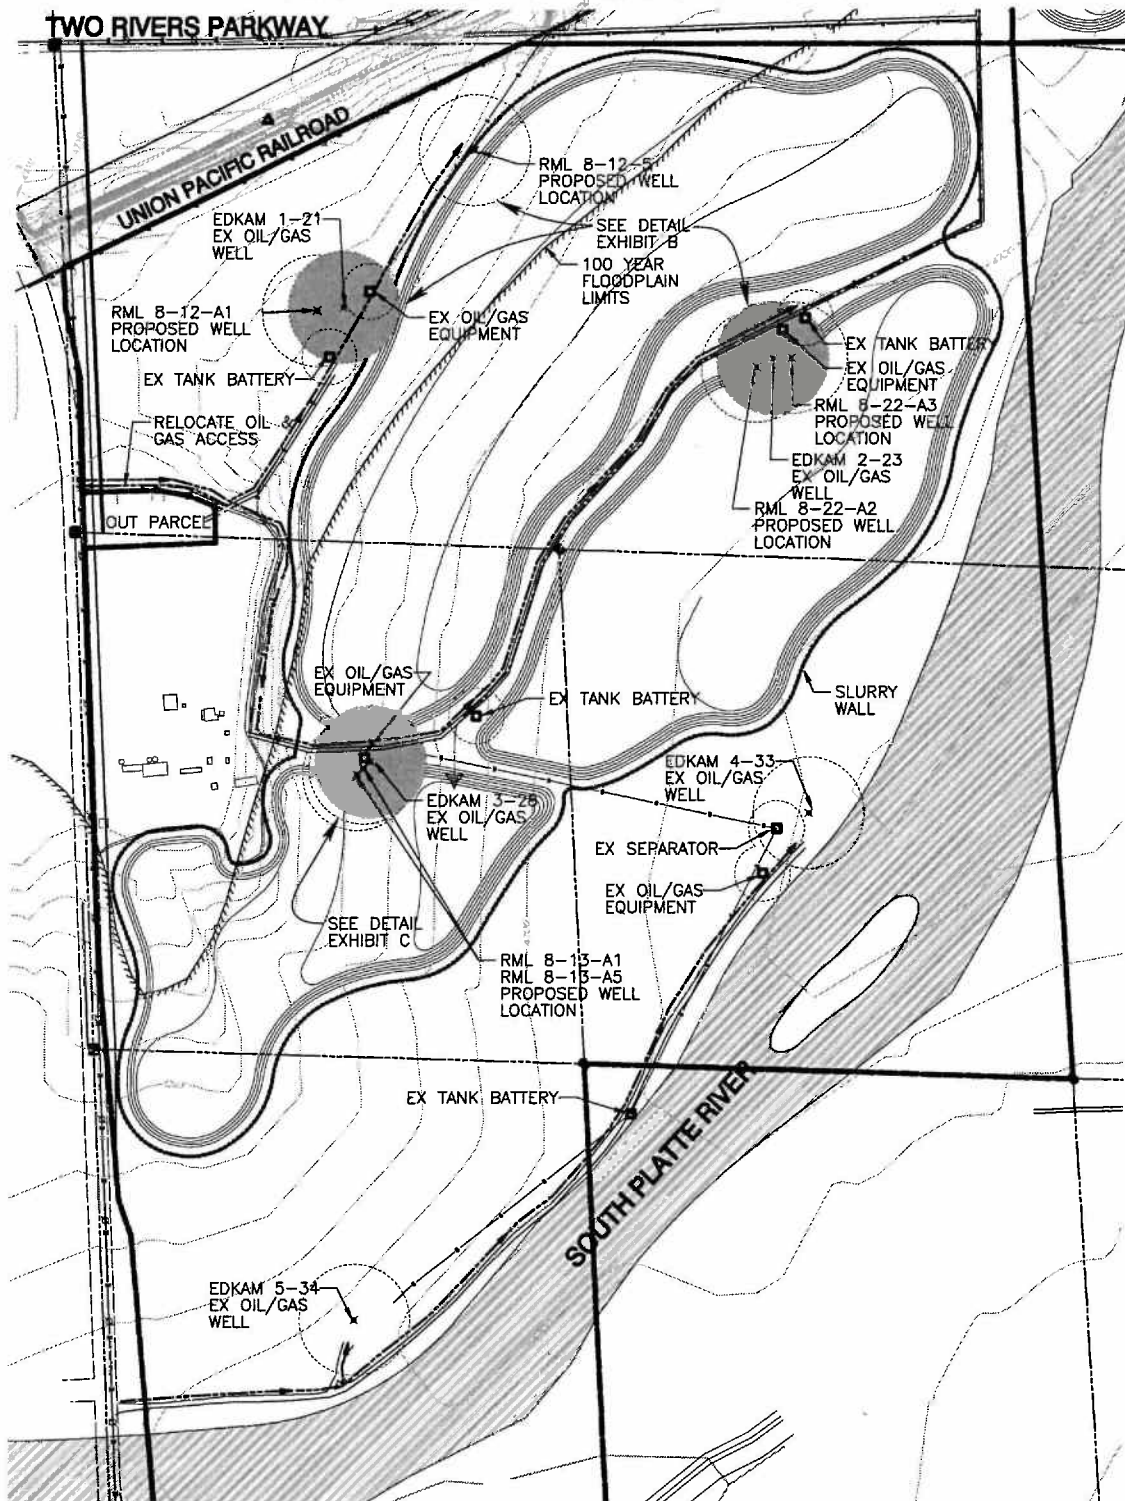 TWO RIVERS PARKWAY
UNION PACIFIC RAILROAD
RML 8-12-5
PROPOSED WELL
LOCATION
EDKAM 1-21
EX OIL/GAS
WELL
SEE DETAIL
EXHIBIT B
100 YEAR
FLOODPLAIN
LIMITS
RML 8-12-A1
PROPOSED WELL
LOCATION
EX OIL/GAS
EQUIPMENT
EX TANK BATTERY
EX TANK BATTERY
EX OIL/GAS
EQUIPMENT
RML 8-22-A3
PROPOSED WELL
LOCATION
RELOCATE OIL &
GAS ACCESS
EDKAM 2-23
EX OIL/GAS
WELL
RML 8-22-A2
PROPOSED WELL
LOCATION
OUT PARCEL
EX OIL/GAS
EQUIPMENT
EX TANK BATTERY
SLURRY
WALL
EDKAM 4-33
EX OIL/GAS
WELL
EDKAM 3-28
EX OIL/GAS
WELL
EX SEPARATOR
EX OIL/GAS
EQUIPMENT
SEE DETAIL
EXHIBIT C
RML 8-13-A1
RML 8-13-A5
PROPOSED WELL
LOCATION
EX TANK BATTERY
SOUTH PLATTE RIVER
EDKAM 5-34
EX OIL/GAS
WELL